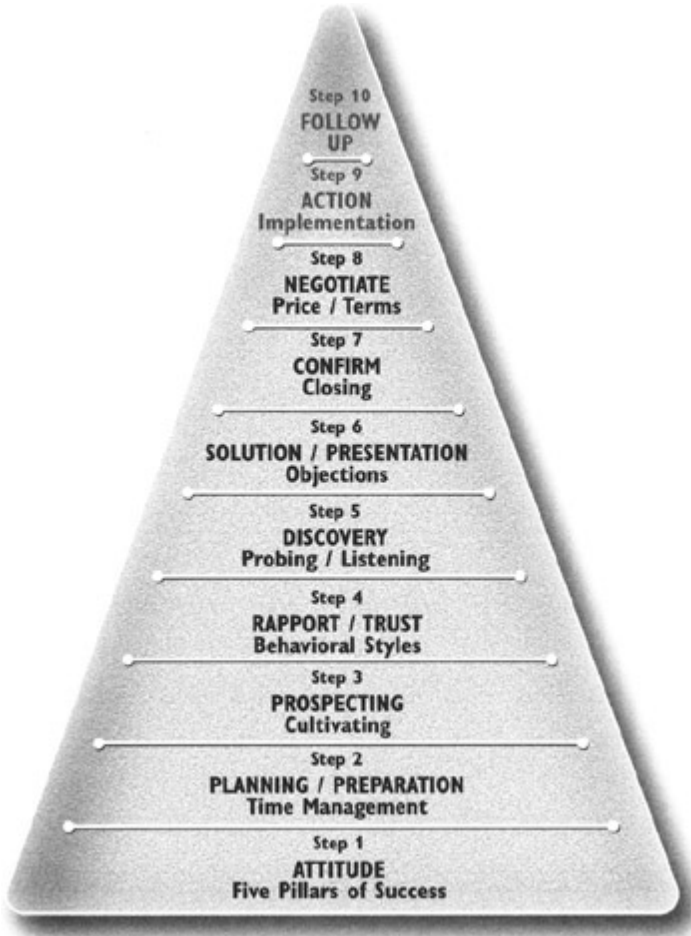 Step 10
FOLLOW
UP
Step 9
ACTION
Implementation
Step 8
NEGOTIATE
Price / Terms
Step 7
CONFIRM
Closing
Step 6
SOLUTION / PRESENTATION
Objections
Step 5
DISCOVERY
Probing / Listening
Step 4
RAPPORT / TRUST
Behavioral Styles
Step 3
PROSPECTING
Cultivating
Step 2
PLANNING / PREPARATION
Time Management
Step 1
ATTITUDE
Five Pillars of Success